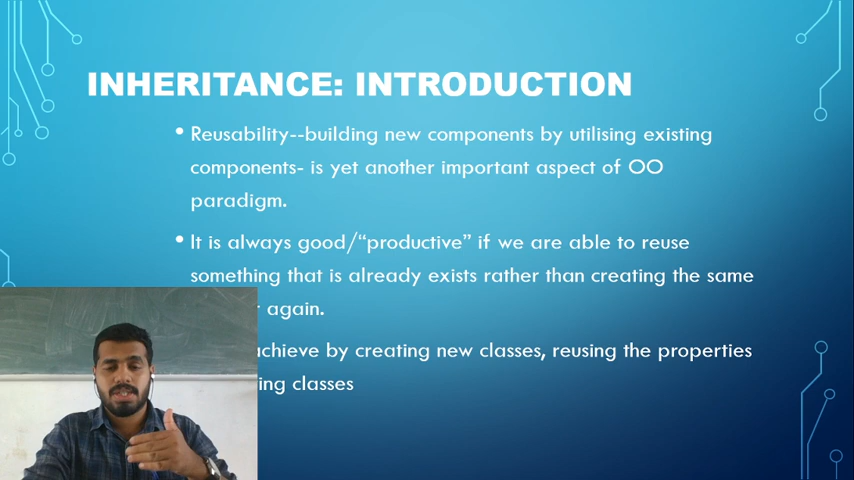 INHERITANCE: INTRODUCTION
• Reusability--building new components by utilising existing
components- is yet another important aspect of OO
paradigm.
• It is always good/“productive” if we are able to reuse
something that is already exists rather than creating the same
again.
achieve by creating new classes, reusing the properties
classes